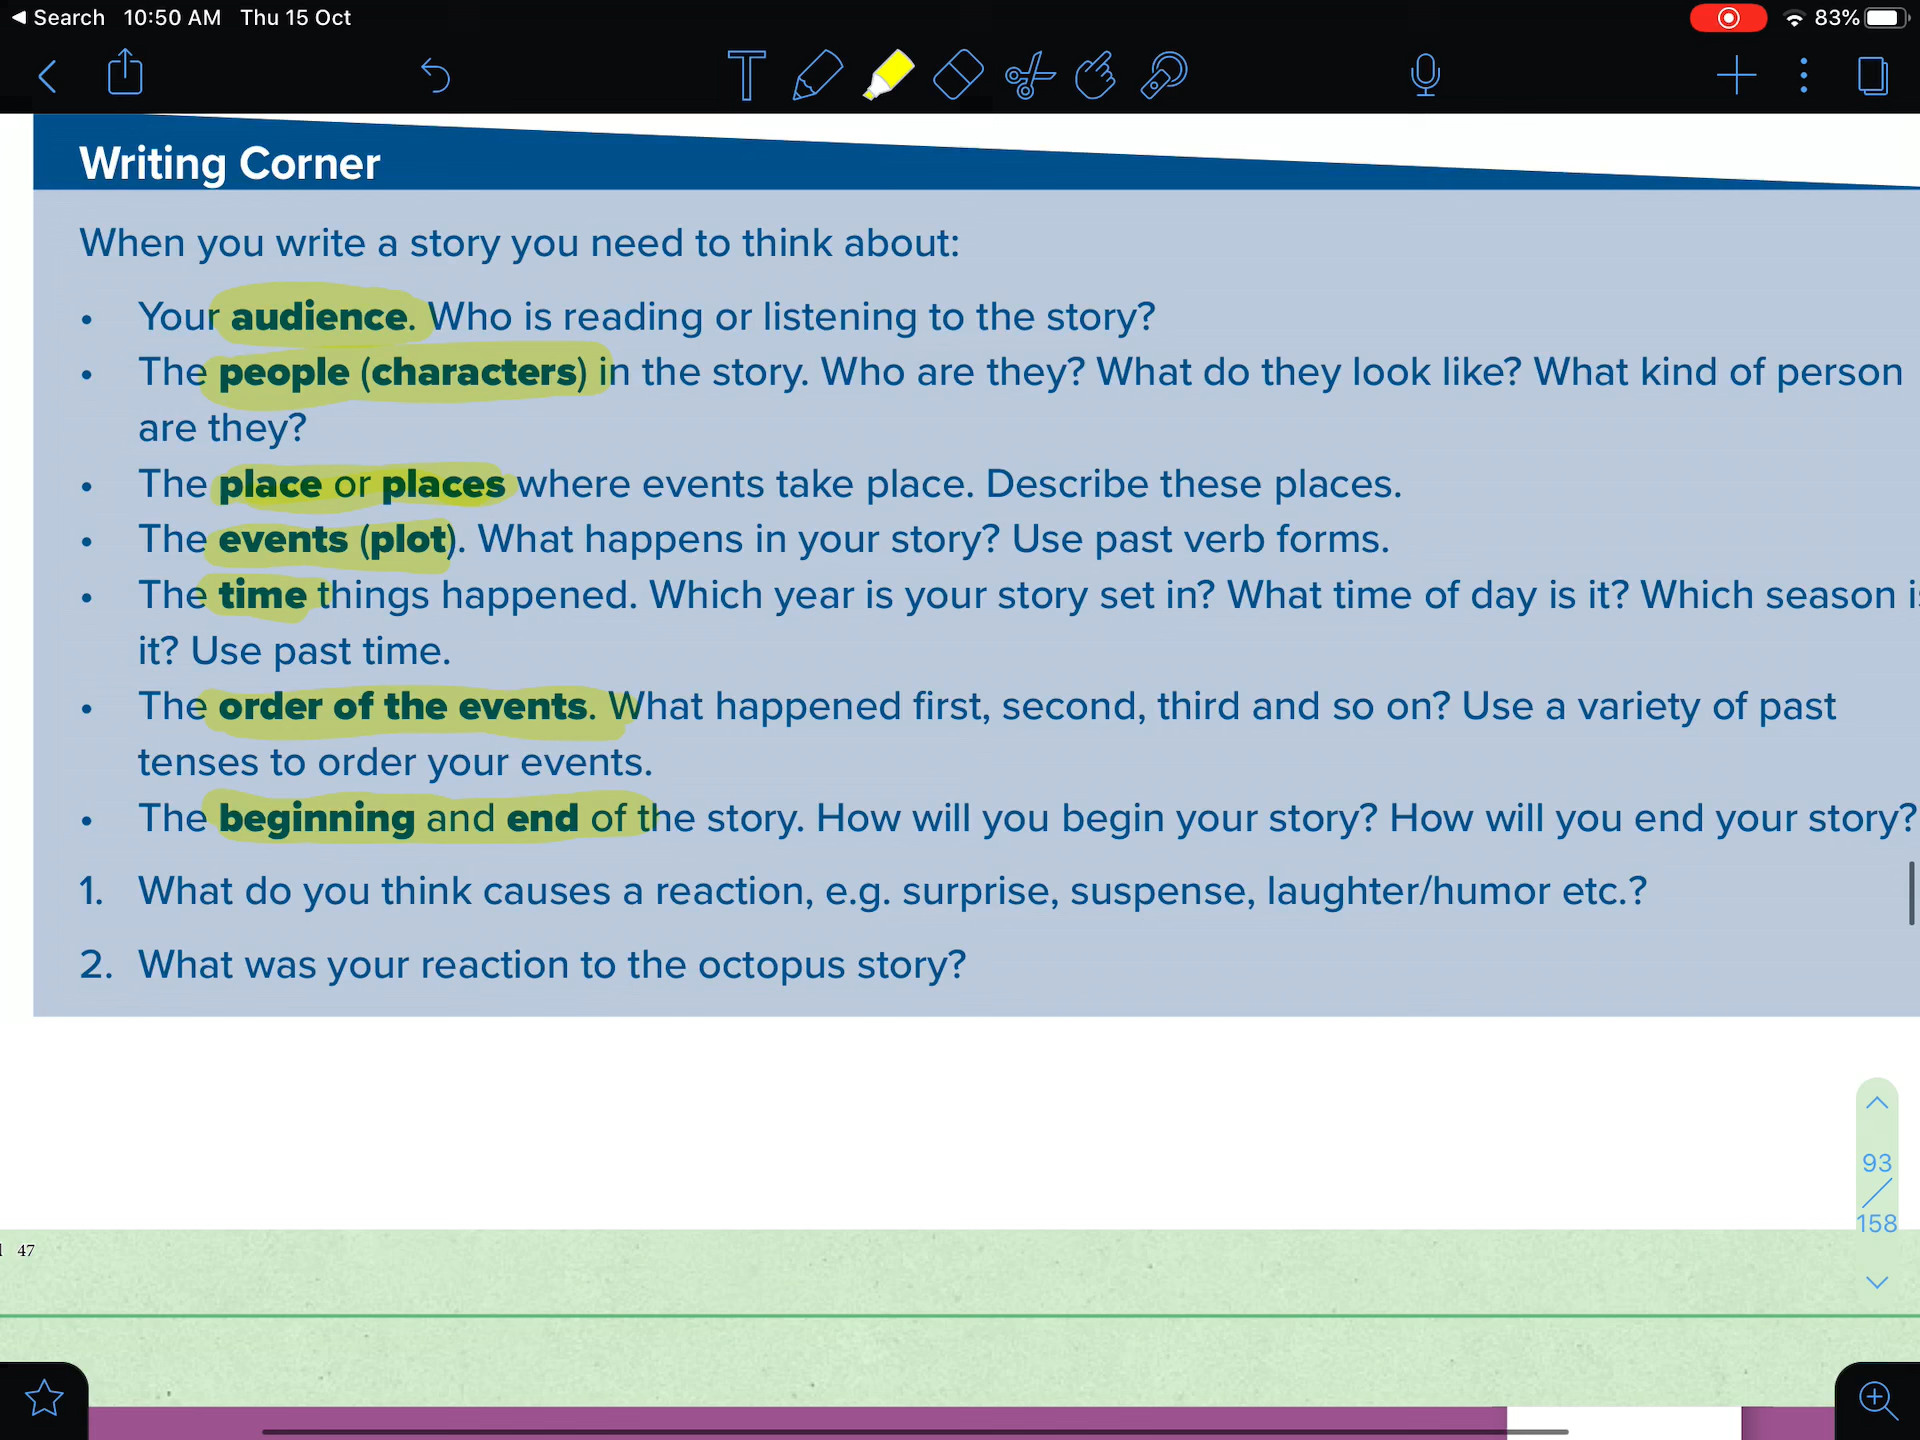 Search 10:50 AM Thu 15 Oct
83%
Writing Corner
When you write a story you need to think about:
• Your audience. Who is reading or listening to the story?
• The people (characters) in the story. Who are they? What do they look like? What kind of person
are they?
• The place or places where events take place. Describe these places.
• The events (plot). What happens in your story? Use past verb forms.
• The time things happened. Which year is your story set in? What time of day is it? Which season is
it? Use past time.
• The order of the events. What happened first, second, third and so on? Use a variety of past
tenses to order your events.
• The beginning and end of the story. How will you begin your story? How will you end your story?
1. What do you think causes a reaction, e.g. surprise, suspense, laughter/humor etc.?
2. What was your reaction to the octopus story?
93
158
47